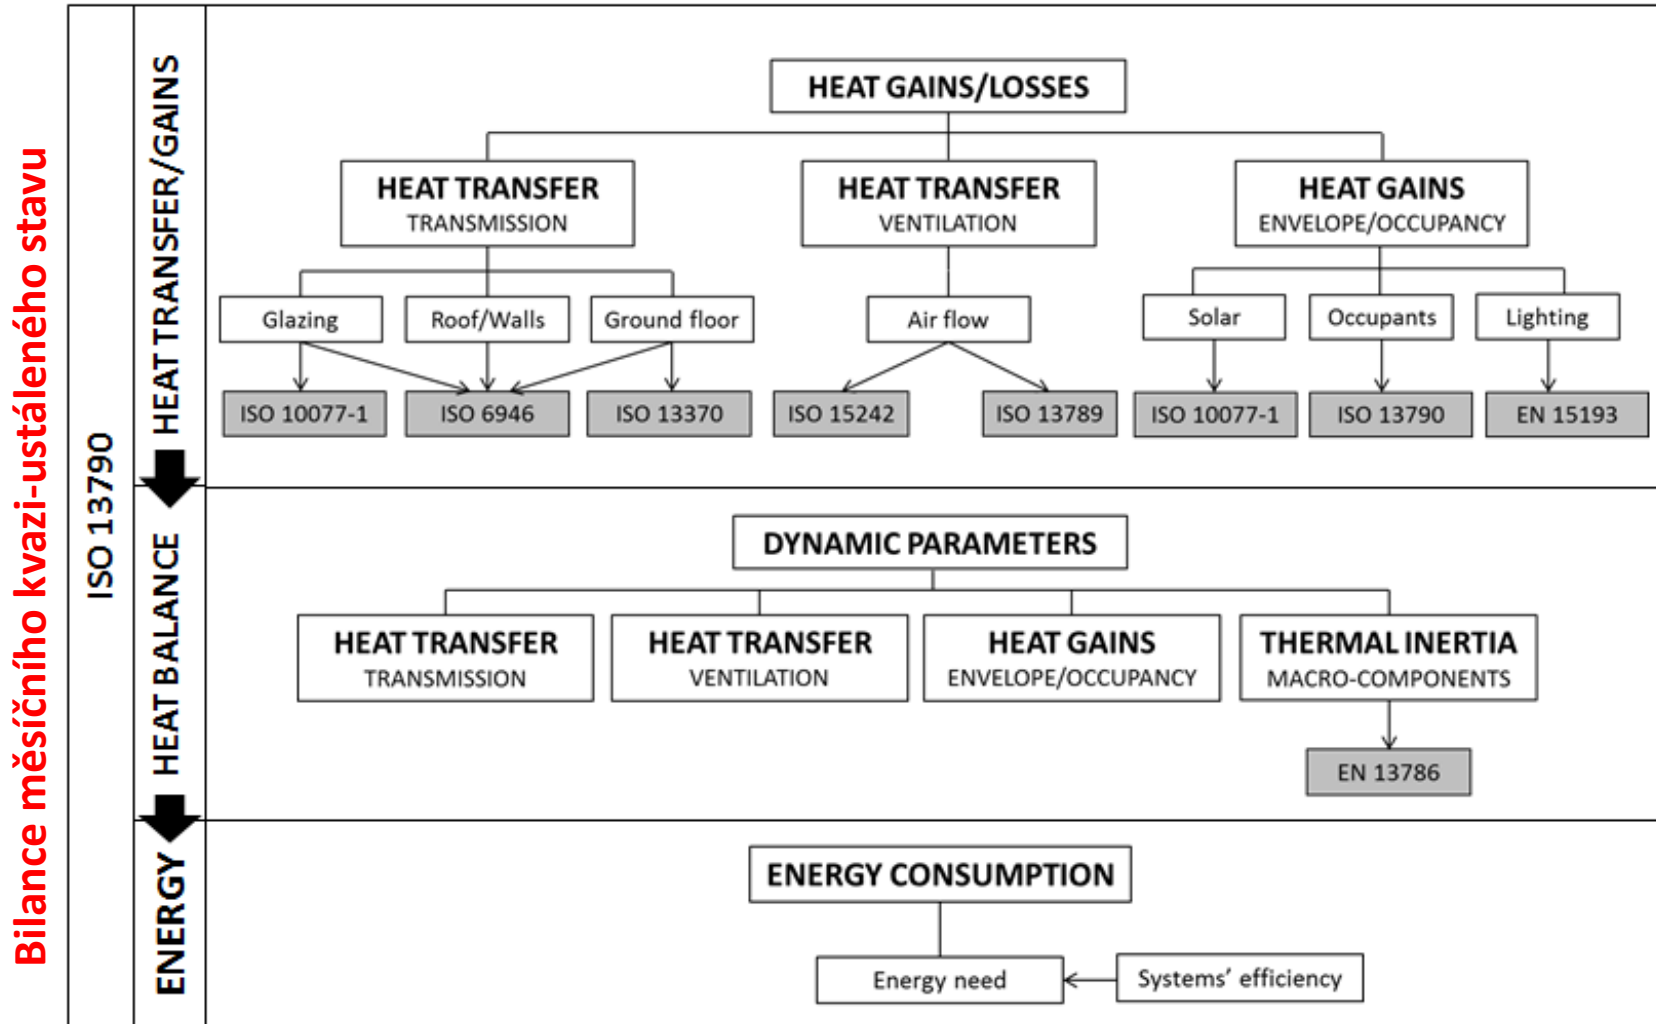 Bilance měsíčního kvazi-ustáleného stavu
ISO 13790
HEAT TRANSFER/GAINS
HEAT GAINS/LOSSES
HEAT TRANSFER
TRANSMISSION
HEAT TRANSFER
VENTILATION
HEAT GAINS
ENVELOPE/OCCUPANCY
Glazing
Roof/Walls
Ground floor
Air flow
Solar
Occupants
Lighting
ISO 10077-1
ISO 6946
ISO 13370
ISO 15242
ISO 13789
ISO 10077-1
ISO 13790
EN 15193
HEAT BALANCE
DYNAMIC PARAMETERS
HEAT TRANSFER
TRANSMISSION
HEAT TRANSFER
VENTILATION
HEAT GAINS
ENVELOPE/OCCUPANCY
THERMAL INERTIA
MACRO-COMPONENTS
EN 13786
ENERGY
ENERGY CONSUMPTION
Energy need
Systems’ efficiency